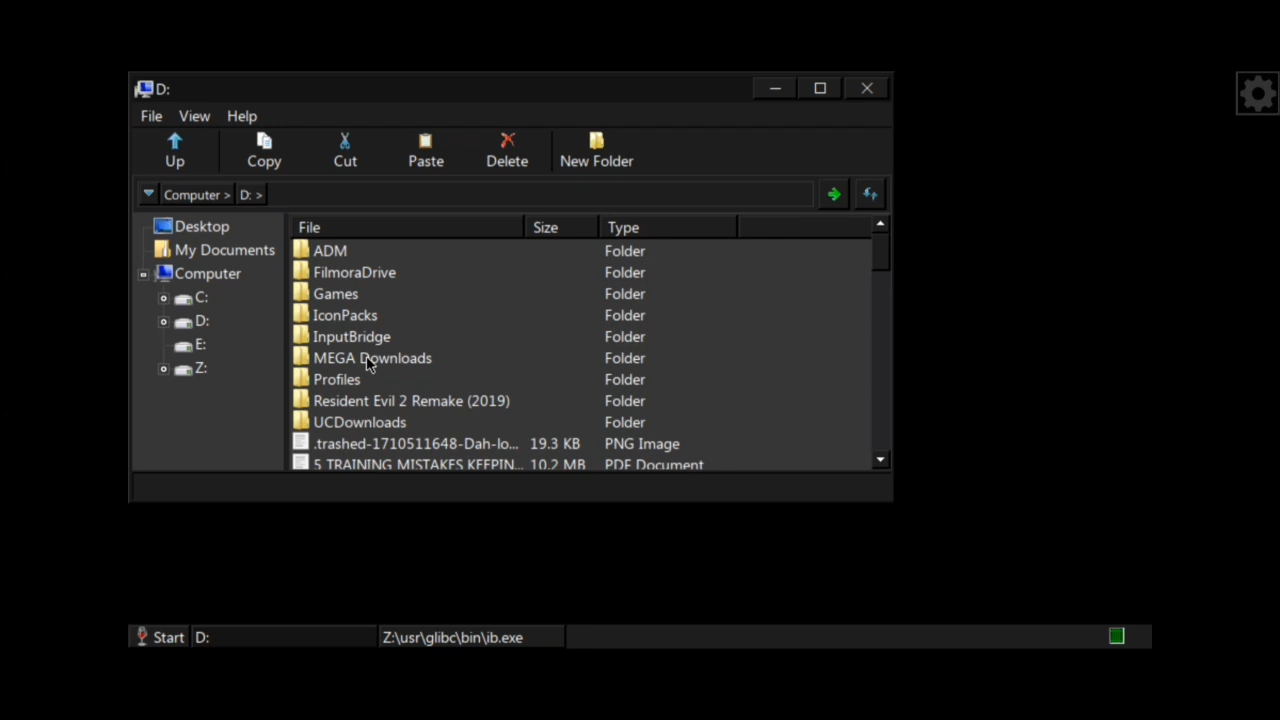 D:
File View Help
Up Copy Cut Paste Delete New Folder
Computer > D: >
Desktop
My Documents
Computer
C:
D:
E:
Z:
File Size Type
ADM Folder
FilmoraDrive Folder
Games Folder
IconPacks Folder
InputBridge Folder
MEGA Downloads Folder
Profiles Folder
Resident Evil 2 Remake (2019) Folder
UCDownloads Folder
.trashed-1710511648-Dah-lo... 19.3 KB PNG Image
5 TRAINING MISTAKES KEEPIN... 10.2 MB PDF Document
Start D: Z:\usr\glibc\bin\ib.exe